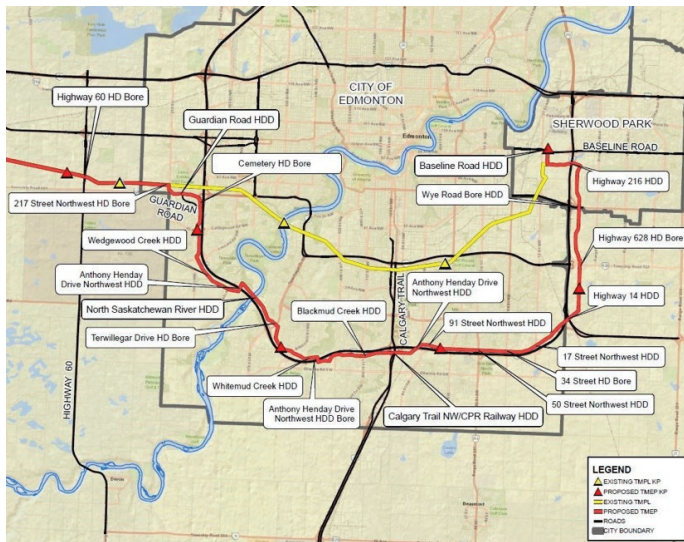 Highway 60 HD Bore
CITY OF
EDMONTON
Guardian Road HDD
SHERWOOD PARK
Edmonton
BASELINE ROAD
Cemetery HD Bore
Baseline Road HDD
Highway 216 HDD
Wye Road Bore HDD
217 Street Northwest HD Bore
GUARDIAN
ROAD
Wedgewood Creek HDD
Highway 628 HD Bore
Anthony Henday
Drive Northwest HDD
Anthony Henday Drive
Northwest HDD
CALGARY TRAIL
Highway 14 HDD
North Saskatchewan River HDD
Blackmud Creek HDD
91 Street Northwest HDD
Terwillegar Drive HD Bore
17 Street Northwest HDD
HIGHWAY 60
Whitemud Creek HDD
34 Street HD Bore
50 Street Northwest HDD
Anthony Henday Drive
Northwest HDD Bore
Calgary Trail NW/CPR Railway HDD
Devon
Beaumont
LEGEND
EXISTING TMPL KP
PROPOSED TMEP KP
EXISTING TMPL
PROPOSED TMEP
ROADS
CITY BOUNDARY